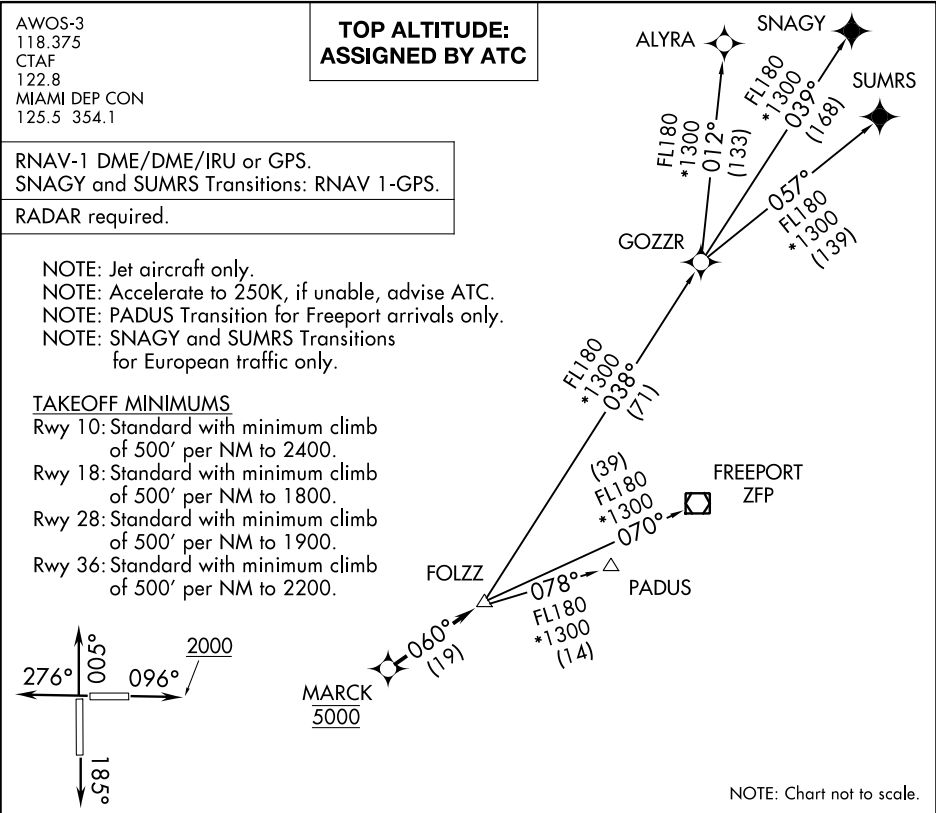 AWOS-3
118.375
CTAF
122.8
MIAMI DEP CON
125.5 354.1
TOP ALTITUDE:
ASSIGNED BY ATC
RNAV-1 DME/DME/IRU or GPS.
SNAGY and SUMRS Transitions: RNAV 1-GPS.
RADAR required.
NOTE: Jet aircraft only.
NOTE: Accelerate to 250K, if unable, advise ATC.
NOTE: PADUS Transition for Freeport arrivals only.
NOTE: SNAGY and SUMRS Transitions
for European traffic only.
TAKEOFF MINIMUMS
Rwy 10: Standard with minimum climb
of 500' per NM to 2400.
Rwy 18: Standard with minimum climb
of 500' per NM to 1800.
Rwy 28: Standard with minimum climb
of 500' per NM to 1900.
Rwy 36: Standard with minimum climb
of 500' per NM to 2200.
ALYRA
SNAGY
SUMRS
FL180
*1300
012°
(133)
FL180
*1300
039°
(168)
057°
FL180
*1300
(139)
GOZZR
FL180
*1300
038°
(71)
(39)
FL180
*1300
070°
FREEPORT
ZFP
FOLZZ
078°
FL180
*1300
(14)
PADUS
060°
(19)
MARCK
5000
276°
005°
096°
2000
185°
NOTE: Chart not to scale.